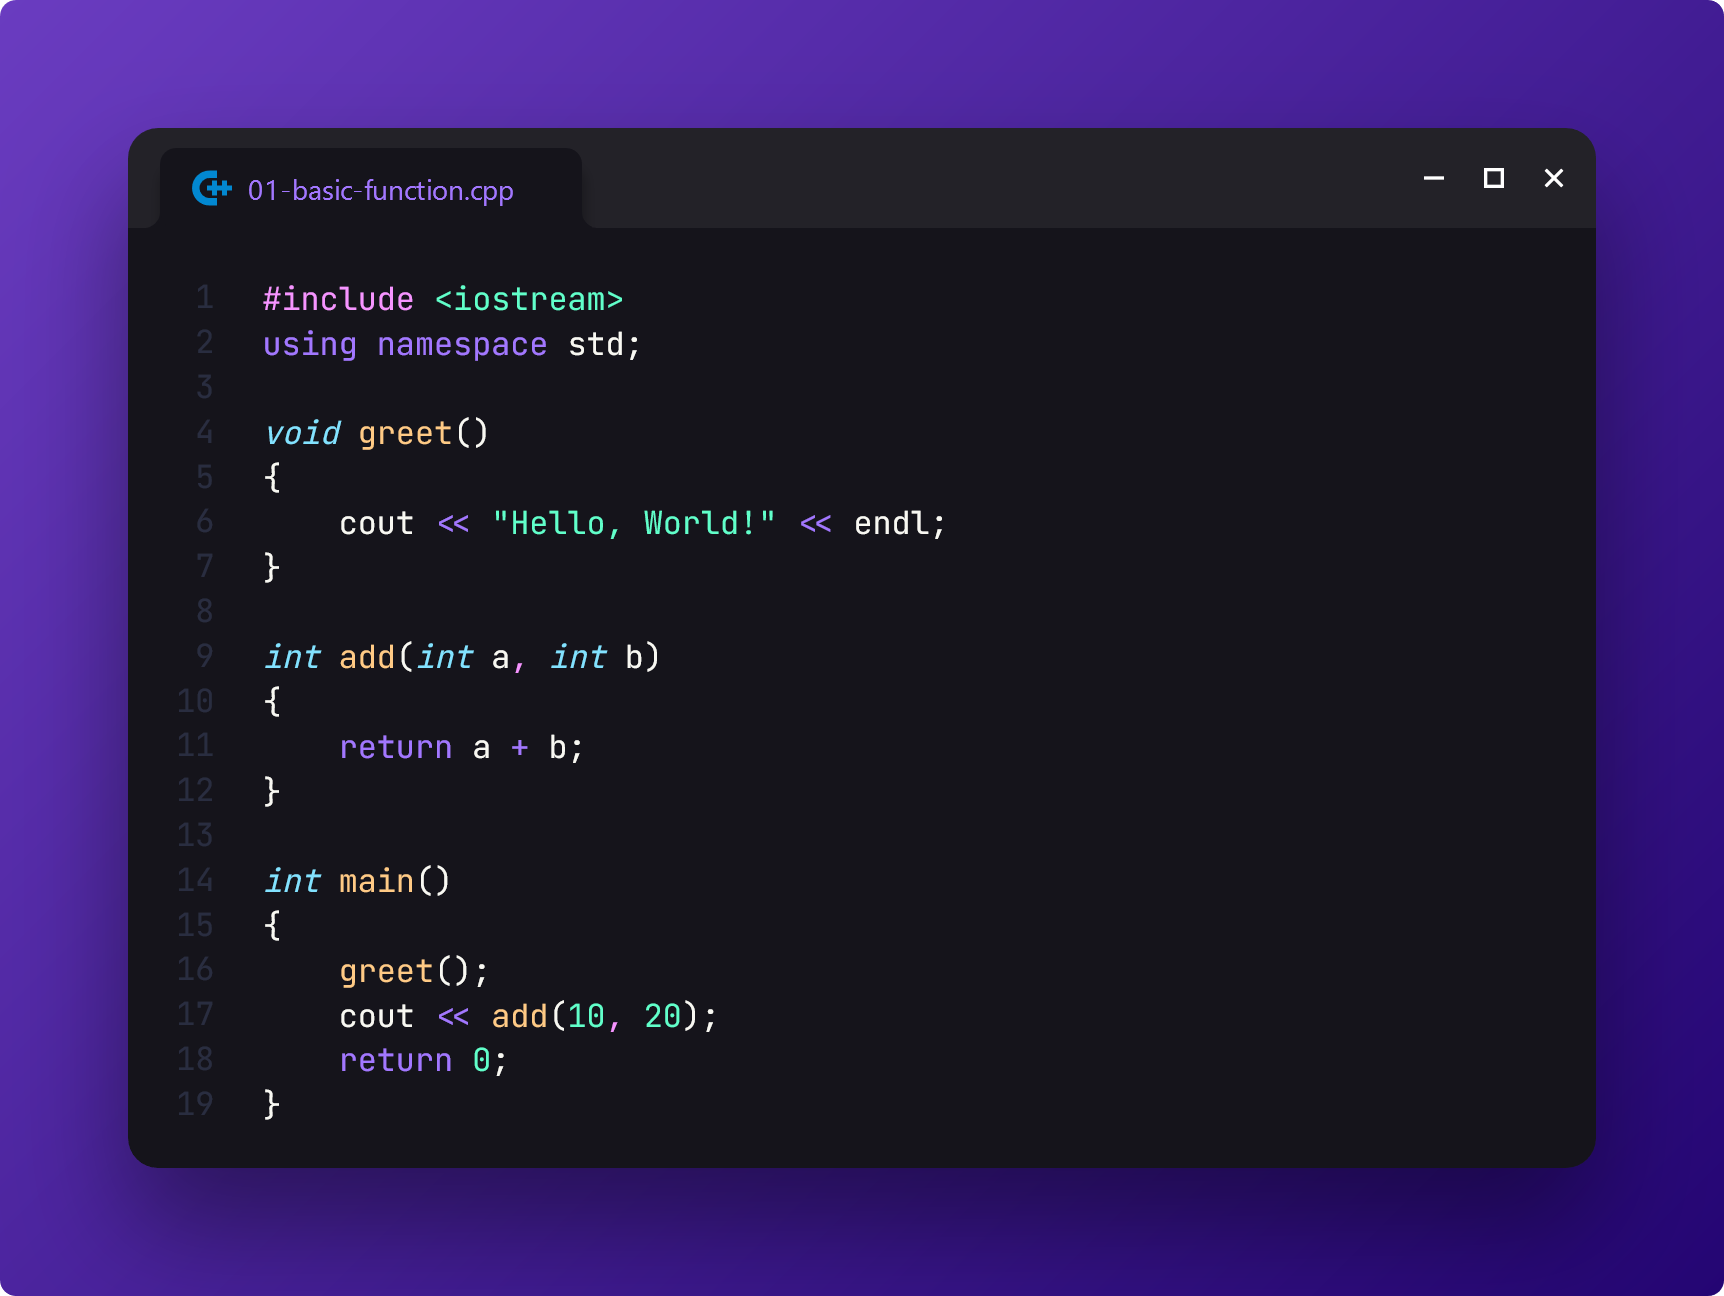 01-basic-function.cpp
1 #include <iostream>
2 using namespace std;
3
4 void greet()
5 {
6     cout << "Hello, World!" << endl;
7 }
8
9 int add(int a, int b)
10 {
11     return a + b;
12 }
13
14 int main()
15 {
16     greet();
17     cout << add(10, 20);
18     return 0;
19 }